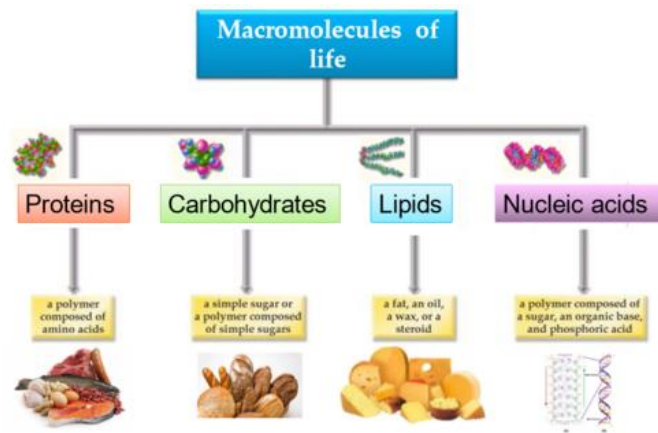 Macromolecules of
life
Proteins
Carbohydrates
Lipids
Nucleic acids
a polymer
composed of
amino acids
a simple sugar or
a polymer composed
of simple sugars
a fat, an oil,
a wax, or a
steroid
a polymer composed of
a sugar, an organic base,
and phosphoric acid